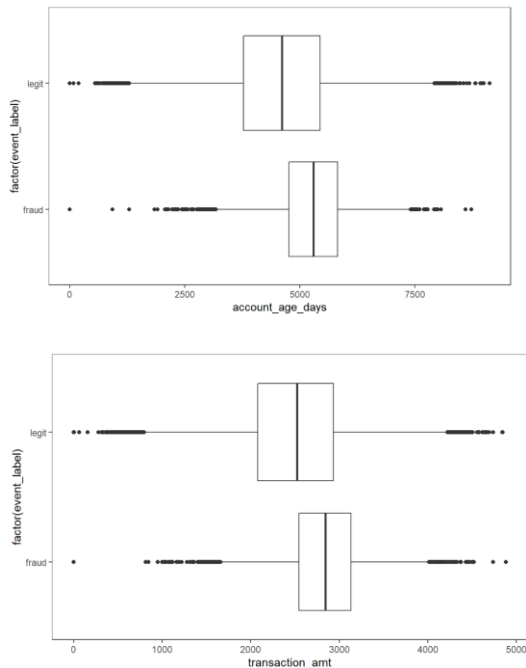 factor(event_label)
legit
fraud
0 2500 5000 7500
account_age_days
factor(event_label)
legit
fraud
0 1000 2000 3000 4000 5000
transaction_amt